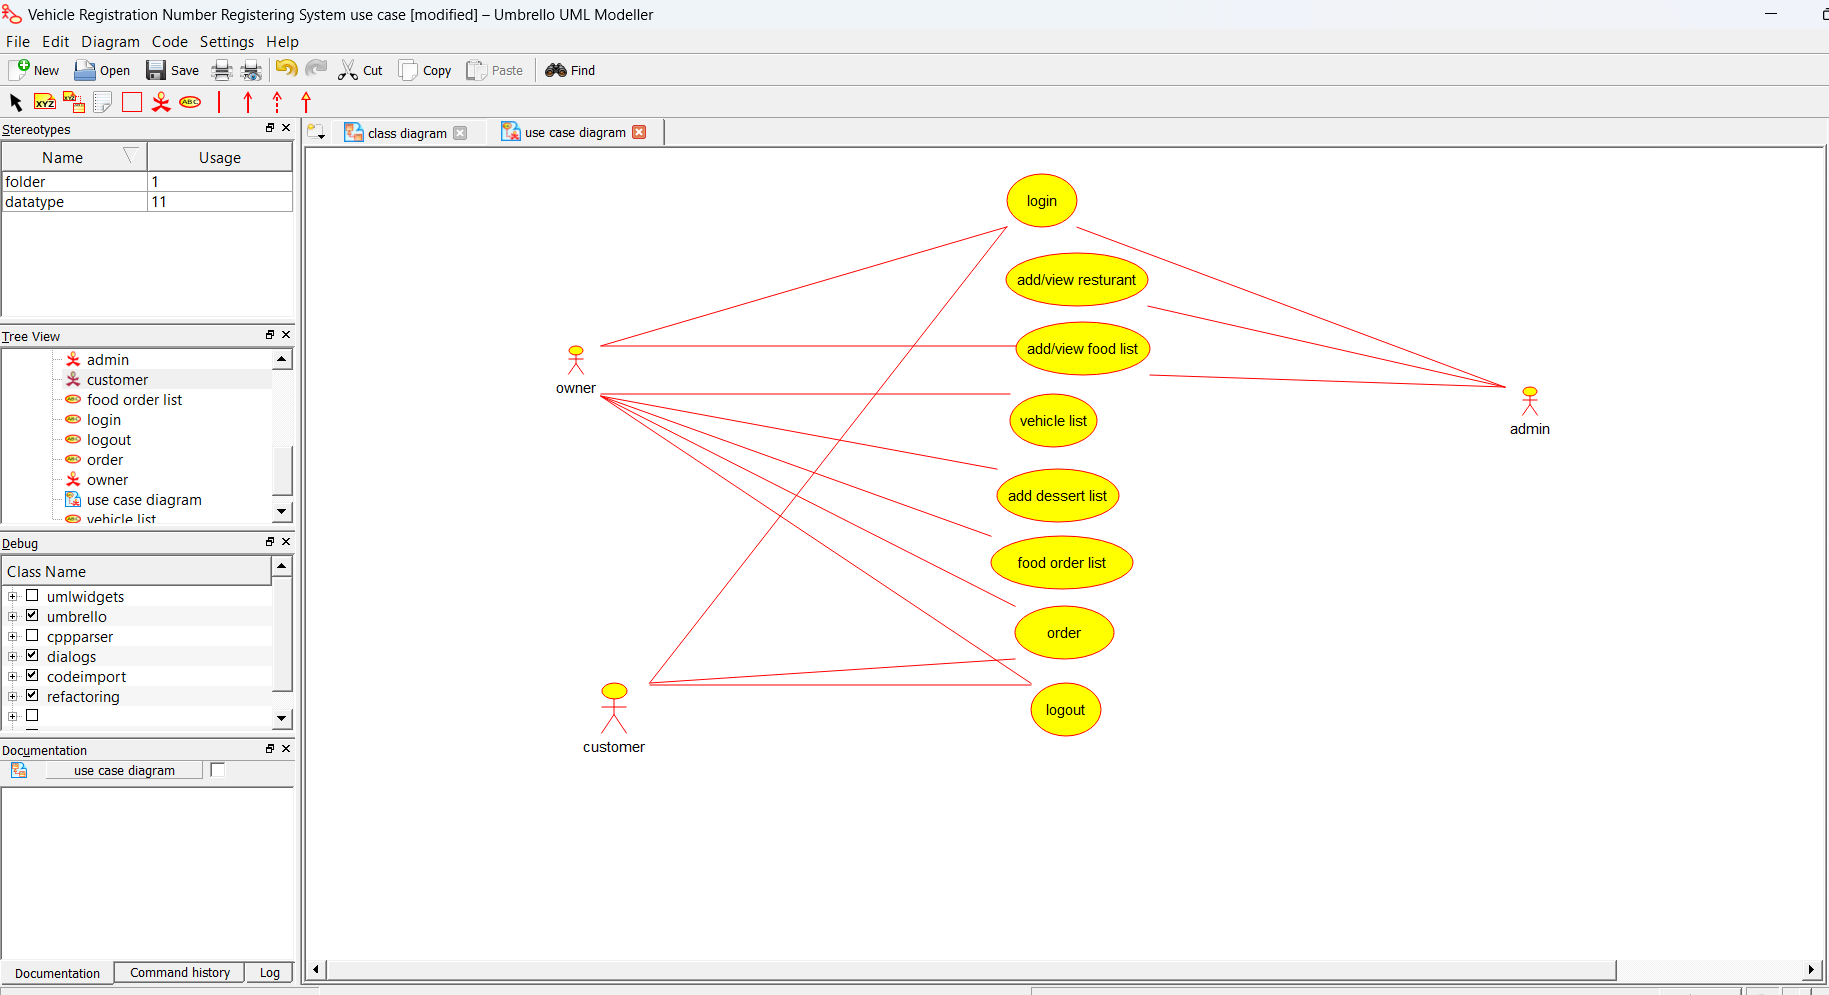 Vehicle Registration Number Registering System use case [modified] – Umbrello UML Modeller
File Edit Diagram Code Settings Help
New Open Save Cut Copy Paste Find
XYZ XYZ ABC
Stereotypes
class diagram use case diagram
Name Usage
folder 1
datatype 11
Tree View
admin
customer
food order list
login
logout
order
owner
use case diagram
vehicle list
Debug
Class Name
umlwidgets
umbrello
cppparser
dialogs
codeimport
refactoring
Documentation
use case diagram
Documentation Command history Log
login
add/view resturant
add/view food list
owner
vehicle list
admin
add dessert list
food order list
order
logout
customer